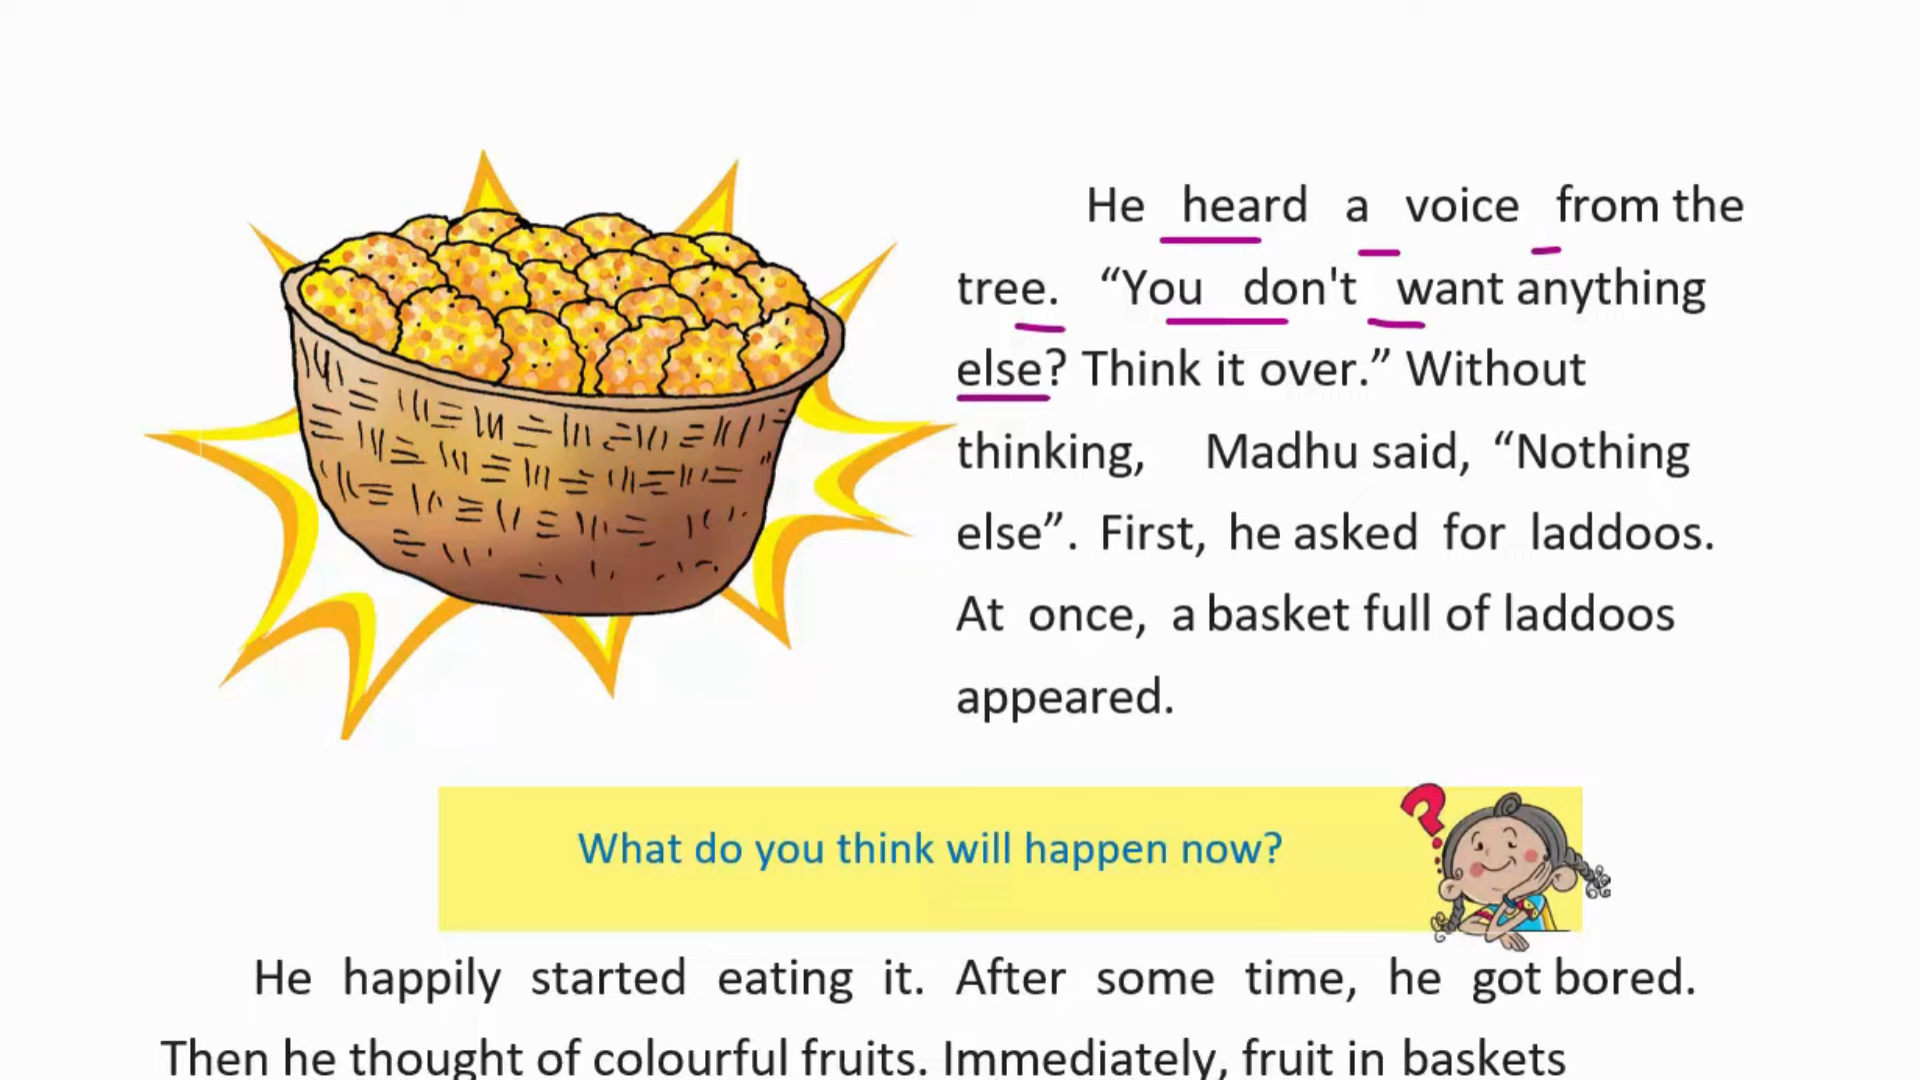 He heard a voice from the
tree. “You don't want anything
else? Think it over.” Without
thinking, Madhu said, “Nothing
else”. First, he asked for laddoos.
At once, a basket full of laddoos
appeared.
What do you think will happen now?
?
He happily started eating it. After some time, he got bored.
Then he thought of colourful fruits. Immediately, fruit in baskets